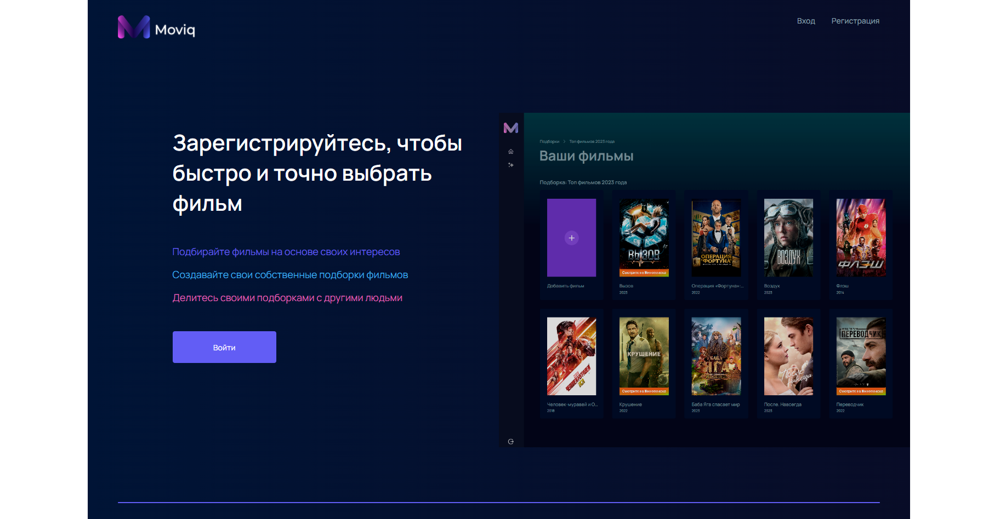 Moviq
Вход
Регистрация
Зарегистрируйтесь, чтобы
быстро и точно выбрать
фильм
Подбирайте фильмы на основе своих интересов
Создавайте свои собственные подборки фильмов
Делитесь своими подборками с другими людьми
Войти
Подборки > Топ фильмов 2023 года
Ваши фильмы
Подборка: Топ фильмов 2023 года
ВЫЗОВ
Смотрите на Кинопоиске
ОПЕРАЦИЯ
"ФОРТУНА"
ВОЗДУХ
ФЛЭШ
Добавить фильм
Вызов
2023
Операция «Фортуна»:...
2022
Воздух
2023
Флэш
2014
ОСА
КРУШЕНИЕ
Смотрите на Кинопоиске
БАБА
ЯГА
После
Навсегда
ПЕРЕВОДЧИК
Смотрите на Кинопоиске
Человек-муравей и О...
2018
Крушение
2022
Баба Яга спасает мир
2023
После. Навсегда
2023
Переводчик
2022